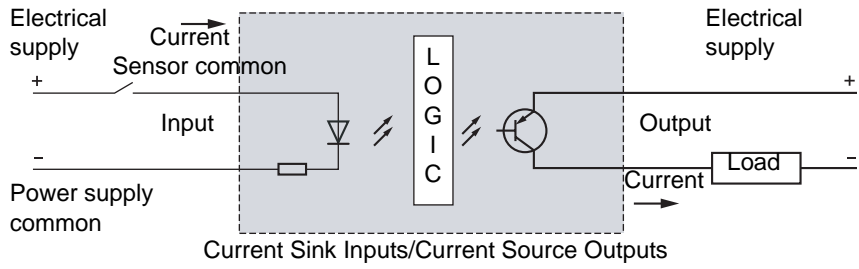 Electrical
supply
Current
Sensor common
+
Input
−
Power supply
common
L
O
G
I
C
Electrical
supply
+
Output
−
Load
Current
Current Sink Inputs/Current Source Outputs